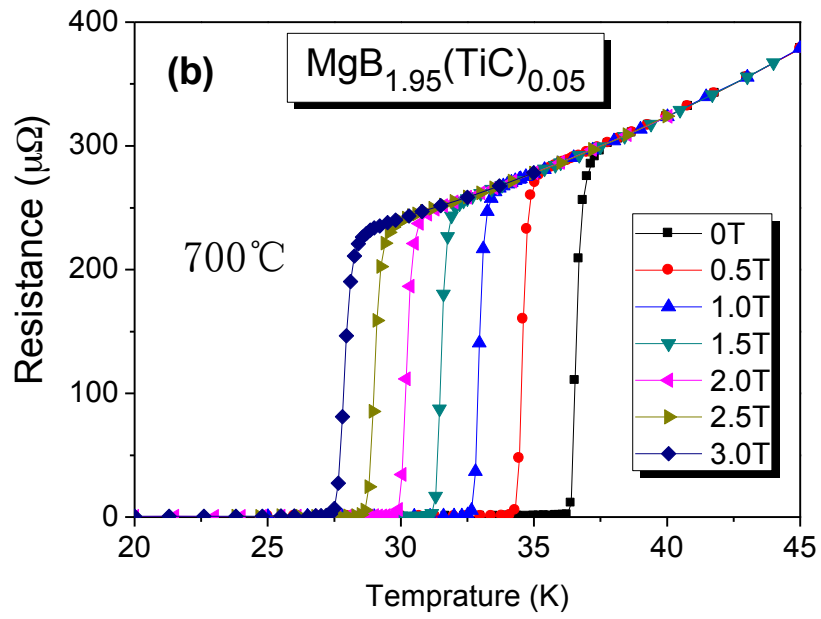 400
300
200
100
0
Resistance (μΩ)
(b)
MgB1.95(TiC)0.05
700℃
0T
0.5T
1.0T
1.5T
2.0T
2.5T
3.0T
20 25 30 35 40 45
Temprature (K)